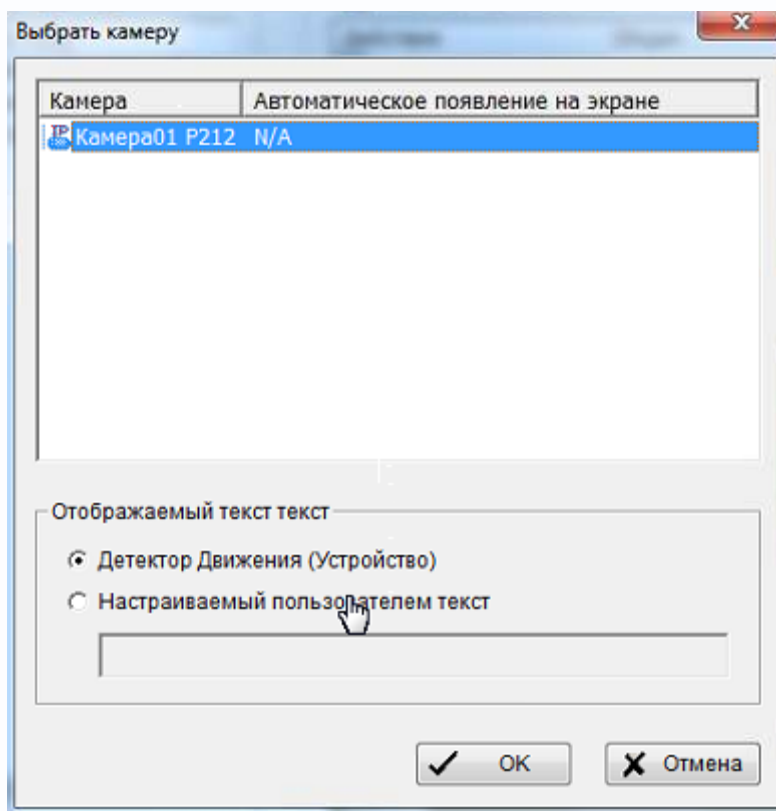 Выбрать камеру
Камера Автоматическое появление на экране
IP Камера01 P212 N/A
Отображаемый текст текст
Детектор Движения (Устройство)
Настраиваемый пользователем текст
OK Отмена